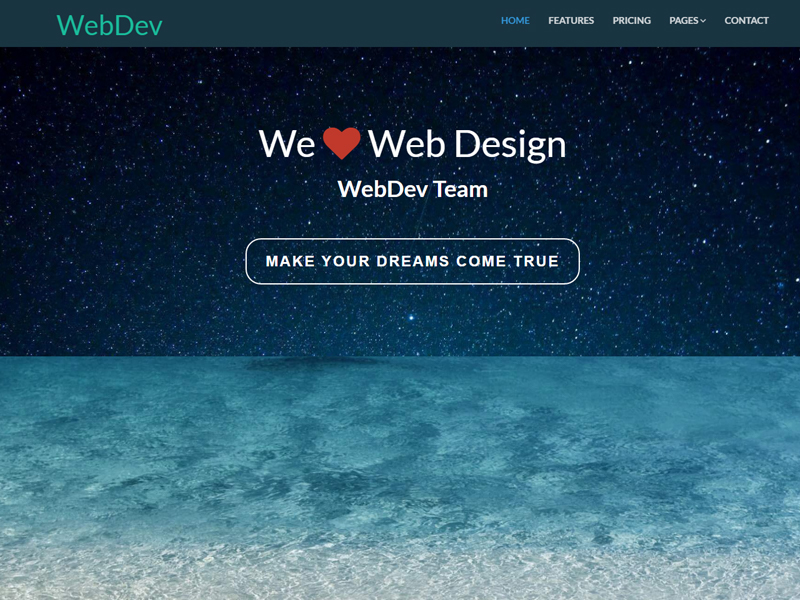 WebDev
HOME FEATURES PRICING PAGES CONTACT
We Web Design
WebDev Team
MAKE YOUR DREAMS COME TRUE